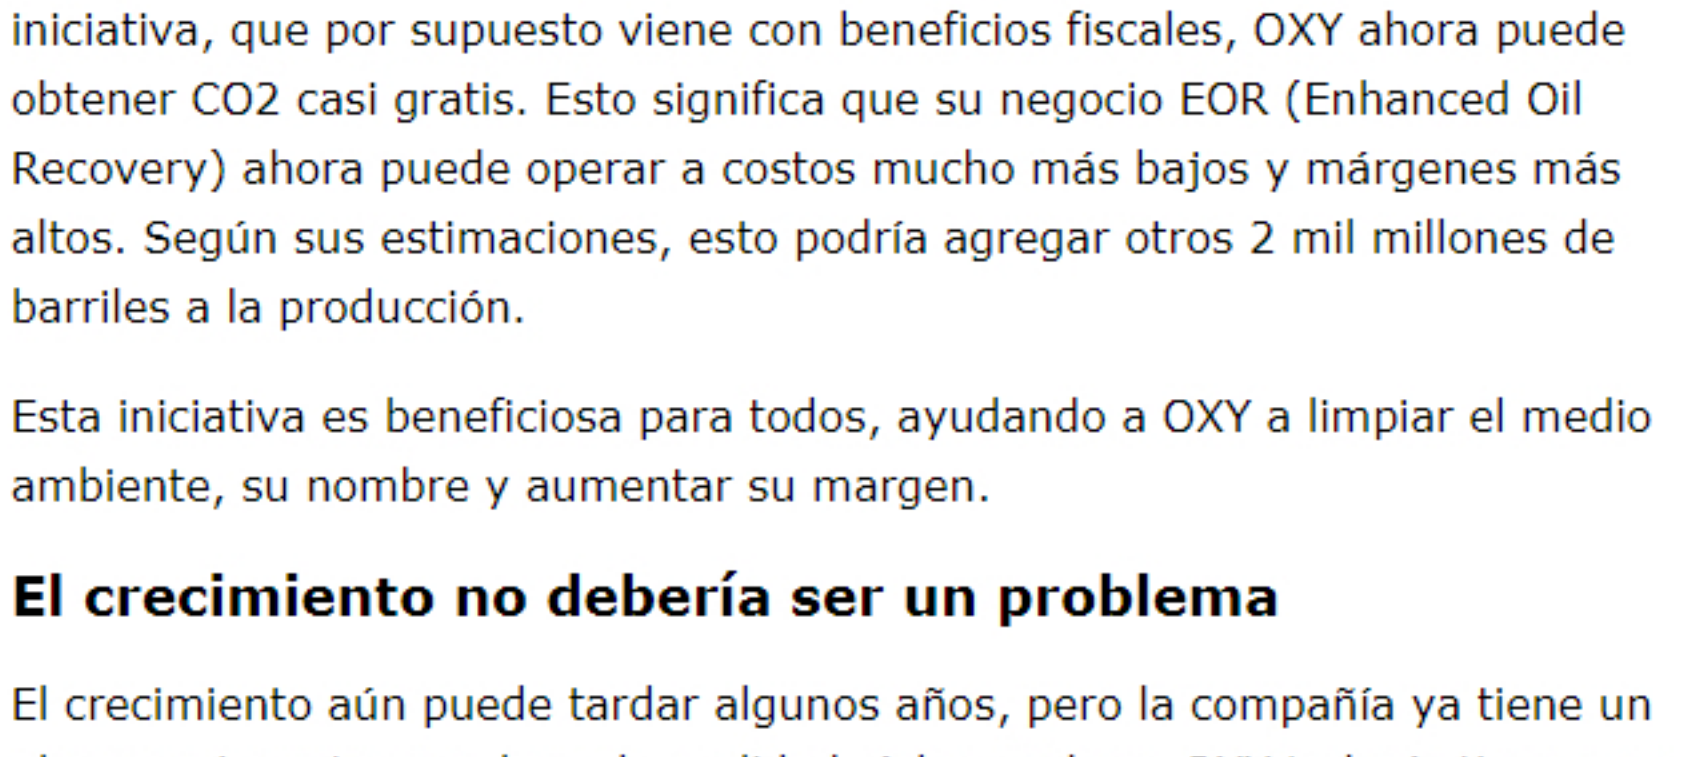 iniciativa, que por supuesto viene con beneficios fiscales, OXY ahora puede
obtener CO2 casi gratis. Esto significa que su negocio EOR (Enhanced Oil
Recovery) ahora puede operar a costos mucho más bajos y márgenes más
altos. Según sus estimaciones, esto podría agregar otros 2 mil millones de
barriles a la producción.
Esta iniciativa es beneficiosa para todos, ayudando a OXY a limpiar el medio
ambiente, su nombre y aumentar su margen.
El crecimiento no debería ser un problema
El crecimiento aún puede tardar algunos años, pero la compañía ya tiene un